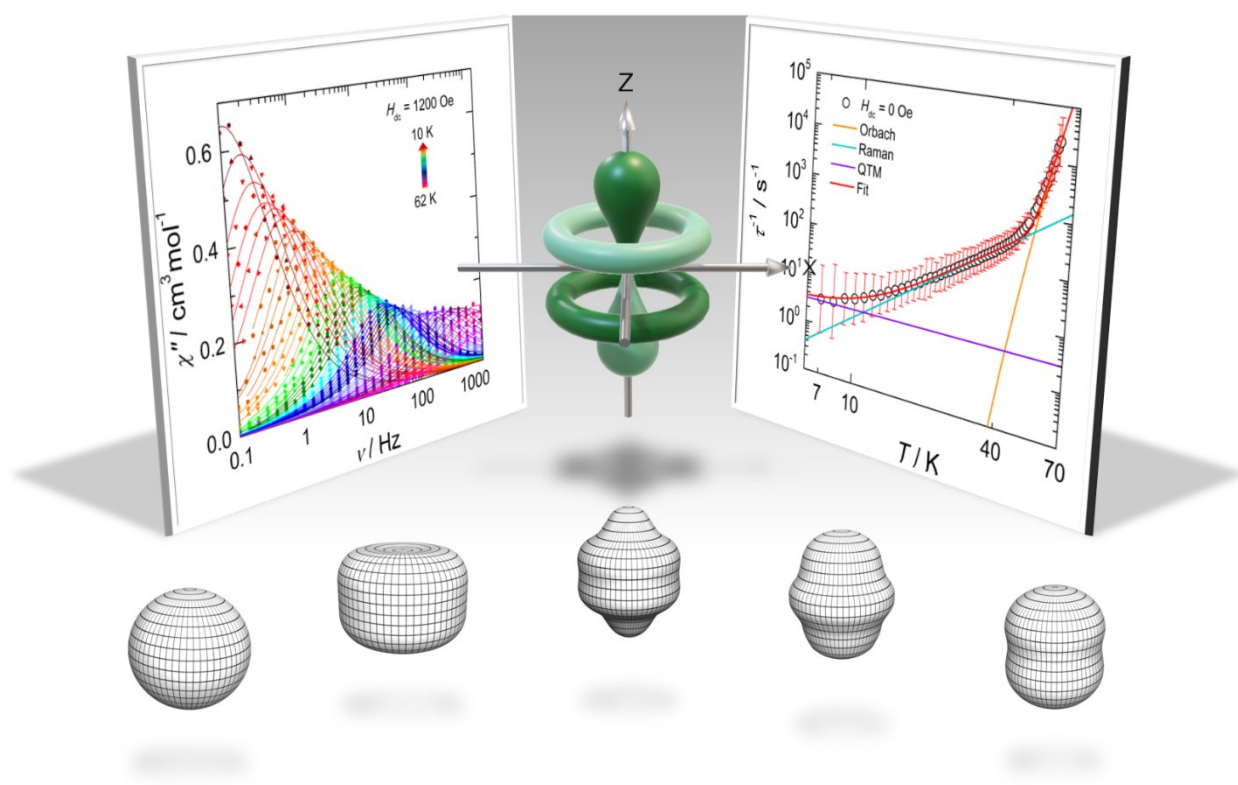 χ'' / cm³mol⁻¹
0.6
0.4
0.2
0.0
0.1
1
10
100
1000
ν / Hz
H_dc = 1200 Oe
10 K
62 K
Z
X
τ⁻¹ / s⁻¹
10⁵
10⁴
10³
10²
10¹
10⁰
10⁻¹
H_dc = 0 Oe
Orbach
Raman
QTM
Fit
7
10
40
70
T / K